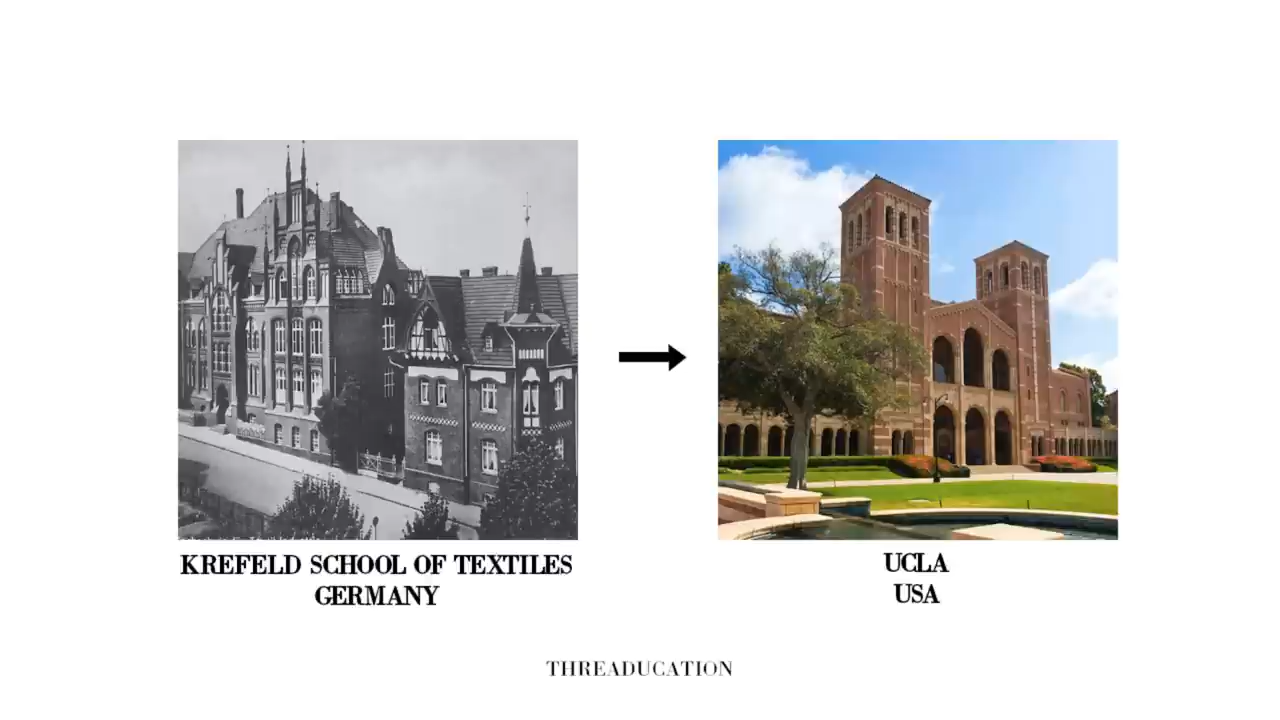 KREFELD SCHOOL OF TEXTILES
GERMANY
UCLA
USA
THREADUCATION